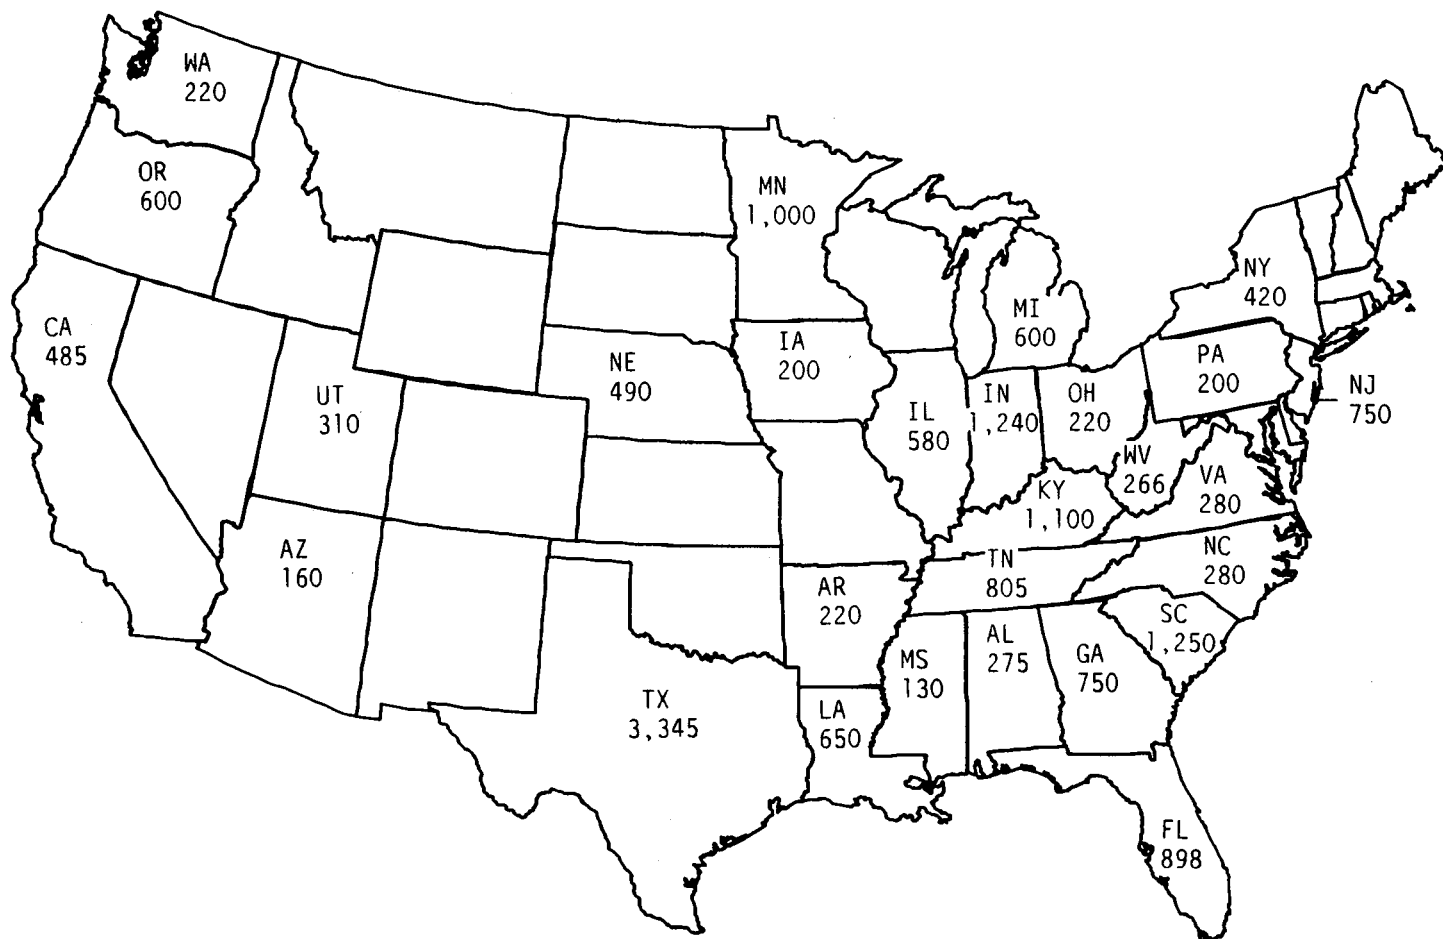 WA
220
OR
600
CA
485
UT
310
AZ
160
NE
490
MN
1,000
IA
200
TX
3,345
AR
220
LA
650
IL
580
MI
600
IN
1,240
OH
220
KY
1,100
WV
266
VA
280
TN
805
NC
280
SC
1,250
MS
130
AL
275
GA
750
FL
898
NY
420
PA
200
NJ
750